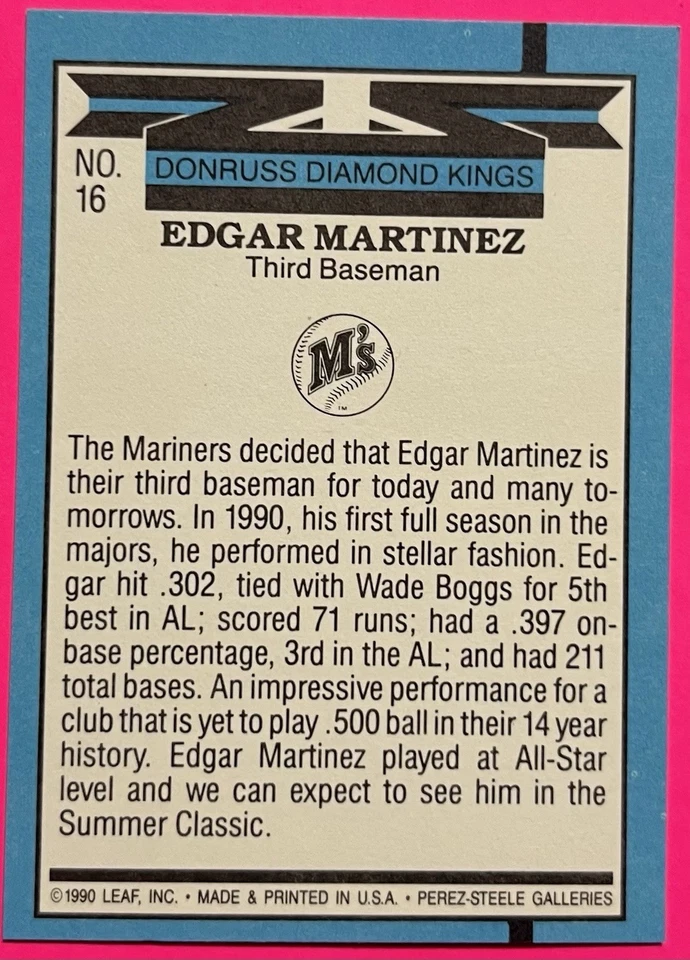 NO.
16
DONRUSS DIAMOND KINGS
EDGAR MARTINEZ
Third Baseman
M's
TM
The Mariners decided that Edgar Martinez is
their third baseman for today and many to-
morrows. In 1990, his first full season in the
majors, he performed in stellar fashion. Ed-
gar hit .302, tied with Wade Boggs for 5th
best in AL; scored 71 runs; had a .397 on-
base percentage, 3rd in the AL; and had 211
total bases. An impressive performance for a
club that is yet to play .500 ball in their 14 year
history. Edgar Martinez played at All-Star
level and we can expect to see him in the
Summer Classic.
©1990 LEAF, INC. • MADE & PRINTED IN U.S.A. • PEREZ-STEELE GALLERIES